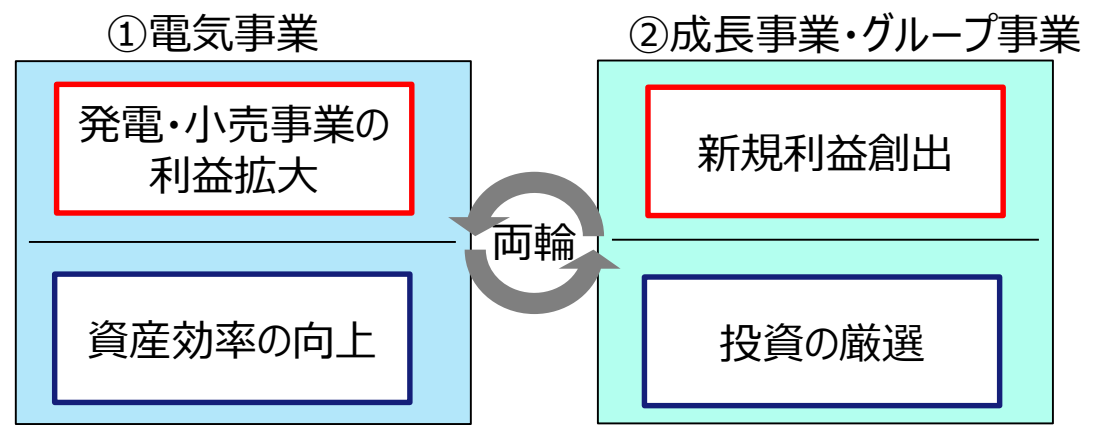 ①電気事業
②成長事業・グループ事業
発電・小売事業の
利益拡大
新規利益創出
両輪
資産効率の向上
投資の厳選